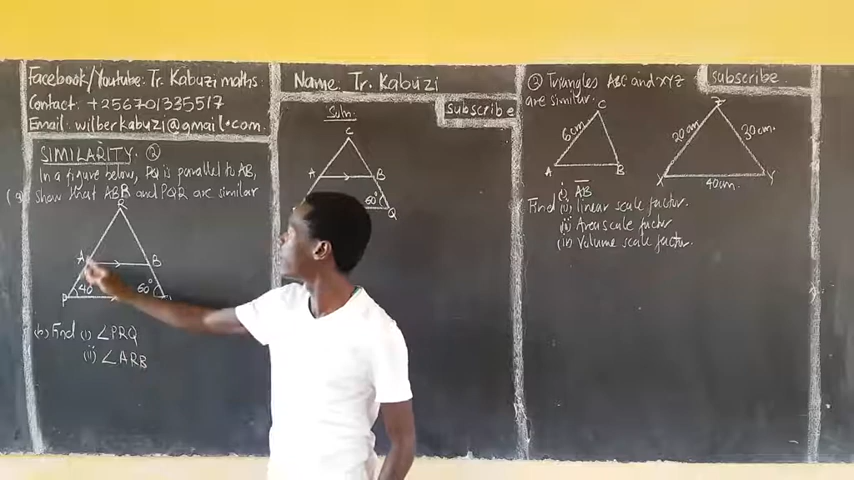 Facebook/Youtube: Tr. Kabuzi maths
Contact: +256701335517
Email: wilberkabuzi@gmail.com
SIMILARITY. ②
In a figure below, PQ is parallel to AB,
(a) show that ABR and PQR are similar
R
A B
P 40 60°
(b) Find (i) ∠PRQ
(ii) ∠ARB
Name: Tr. Kabuzi
subscribe
Soln.
C
A B
60° Q
② Triangles ABC and XYZ
are similar.
subscribe
C Z
6cm 20cm 30cm.
A B X Y
40cm
(i) AB
Find (ii) linear scale factor.
(iii) Area scale factor
(iv) Volume scale factor.